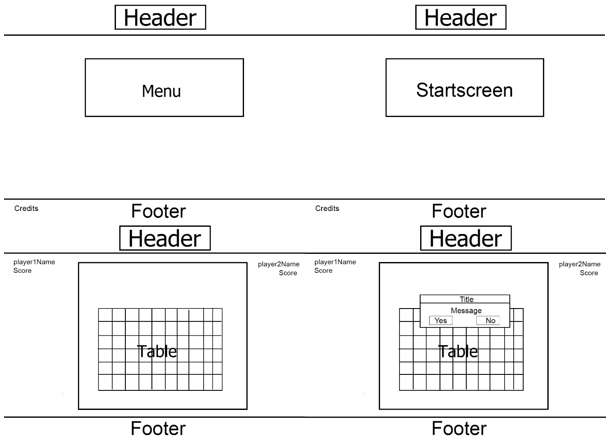 Header
Menu
Credits
Footer
Header
Startscreen
Credits
Footer
Header
player1Name
Score
player2Name
Score
Table
Footer
Header
player1Name
Score
player2Name
Score
Title
Message
Yes No
Table
Footer